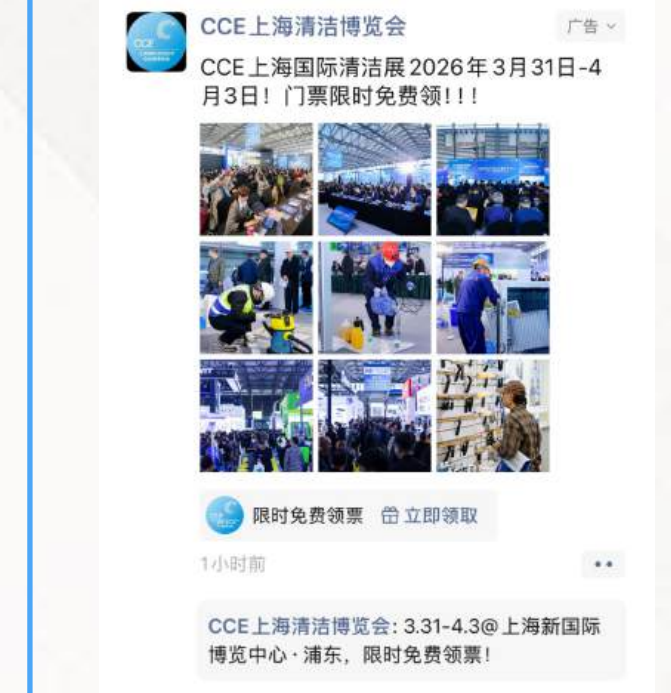 CCE上海清洁博览会
广告
CCE上海国际清洁展2026年3月31日-4
月3日！门票限时免费领！！！
限时免费领票 立即领取
1小时前
CCE上海清洁博览会: 3.31-4.3@上海新国际
博览中心·浦东，限时免费领票！